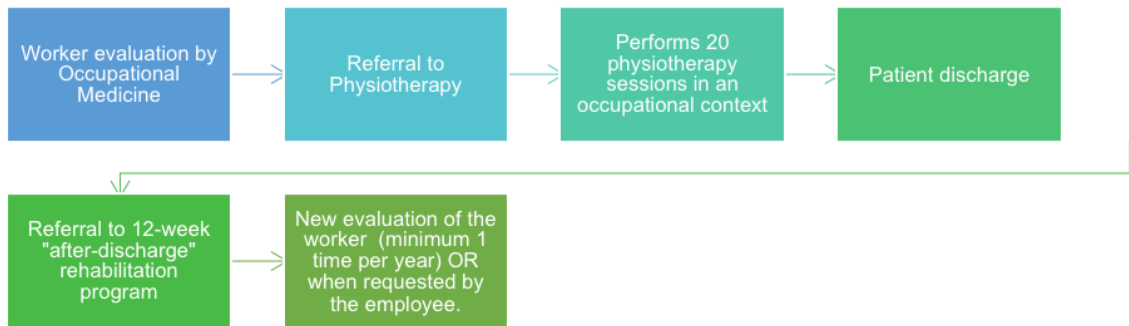 Worker evaluation by
Occupational
Medicine
Referral to
Physiotherapy
Performs 20
physiotherapy
sessions in an
occupational context
Patient discharge
Referral to 12-week
"after-discharge"
rehabilitation
program
New evaluation of the
worker (minimum 1
time per year) OR
when requested by
the employee.